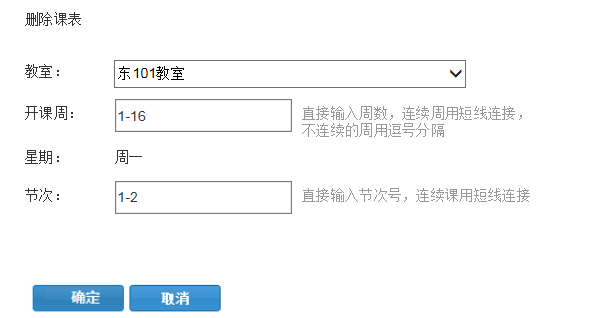 删除课表
教室：
东101教室
开课周：
1-16
直接输入周数，连续周用短线连接，
不连续的周用逗号分隔
星期：
周一
节次：
1-2
直接输入节次号，连续课用短线连接
确定
取消